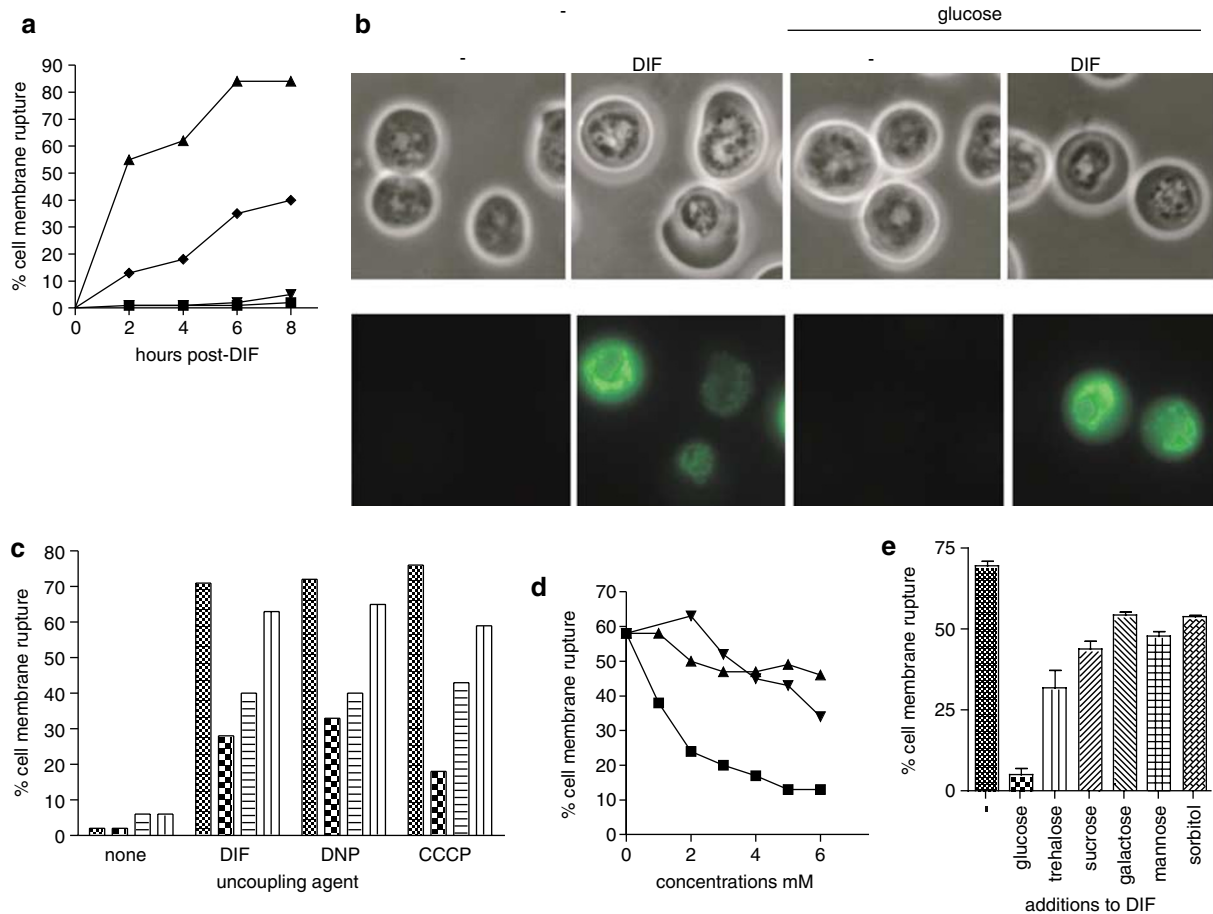 a
90
80
70
60
50
40
30
20
10
0
% cell membrane rupture
0 2 4 6 8
hours post-DIF
b
- glucose
- DIF - DIF
c
80
70
60
50
40
30
20
10
0
% cell membrane rupture
none DIF DNP CCCP
uncoupling agent
d
70
60
50
40
30
20
10
0
% cell membrane rupture
0 2 4 6
concentrations mM
e
75
50
25
0
% cell membrane rupture
-
glucose
trehalose
sucrose
galactose
mannose
sorbitol
additions to DIF